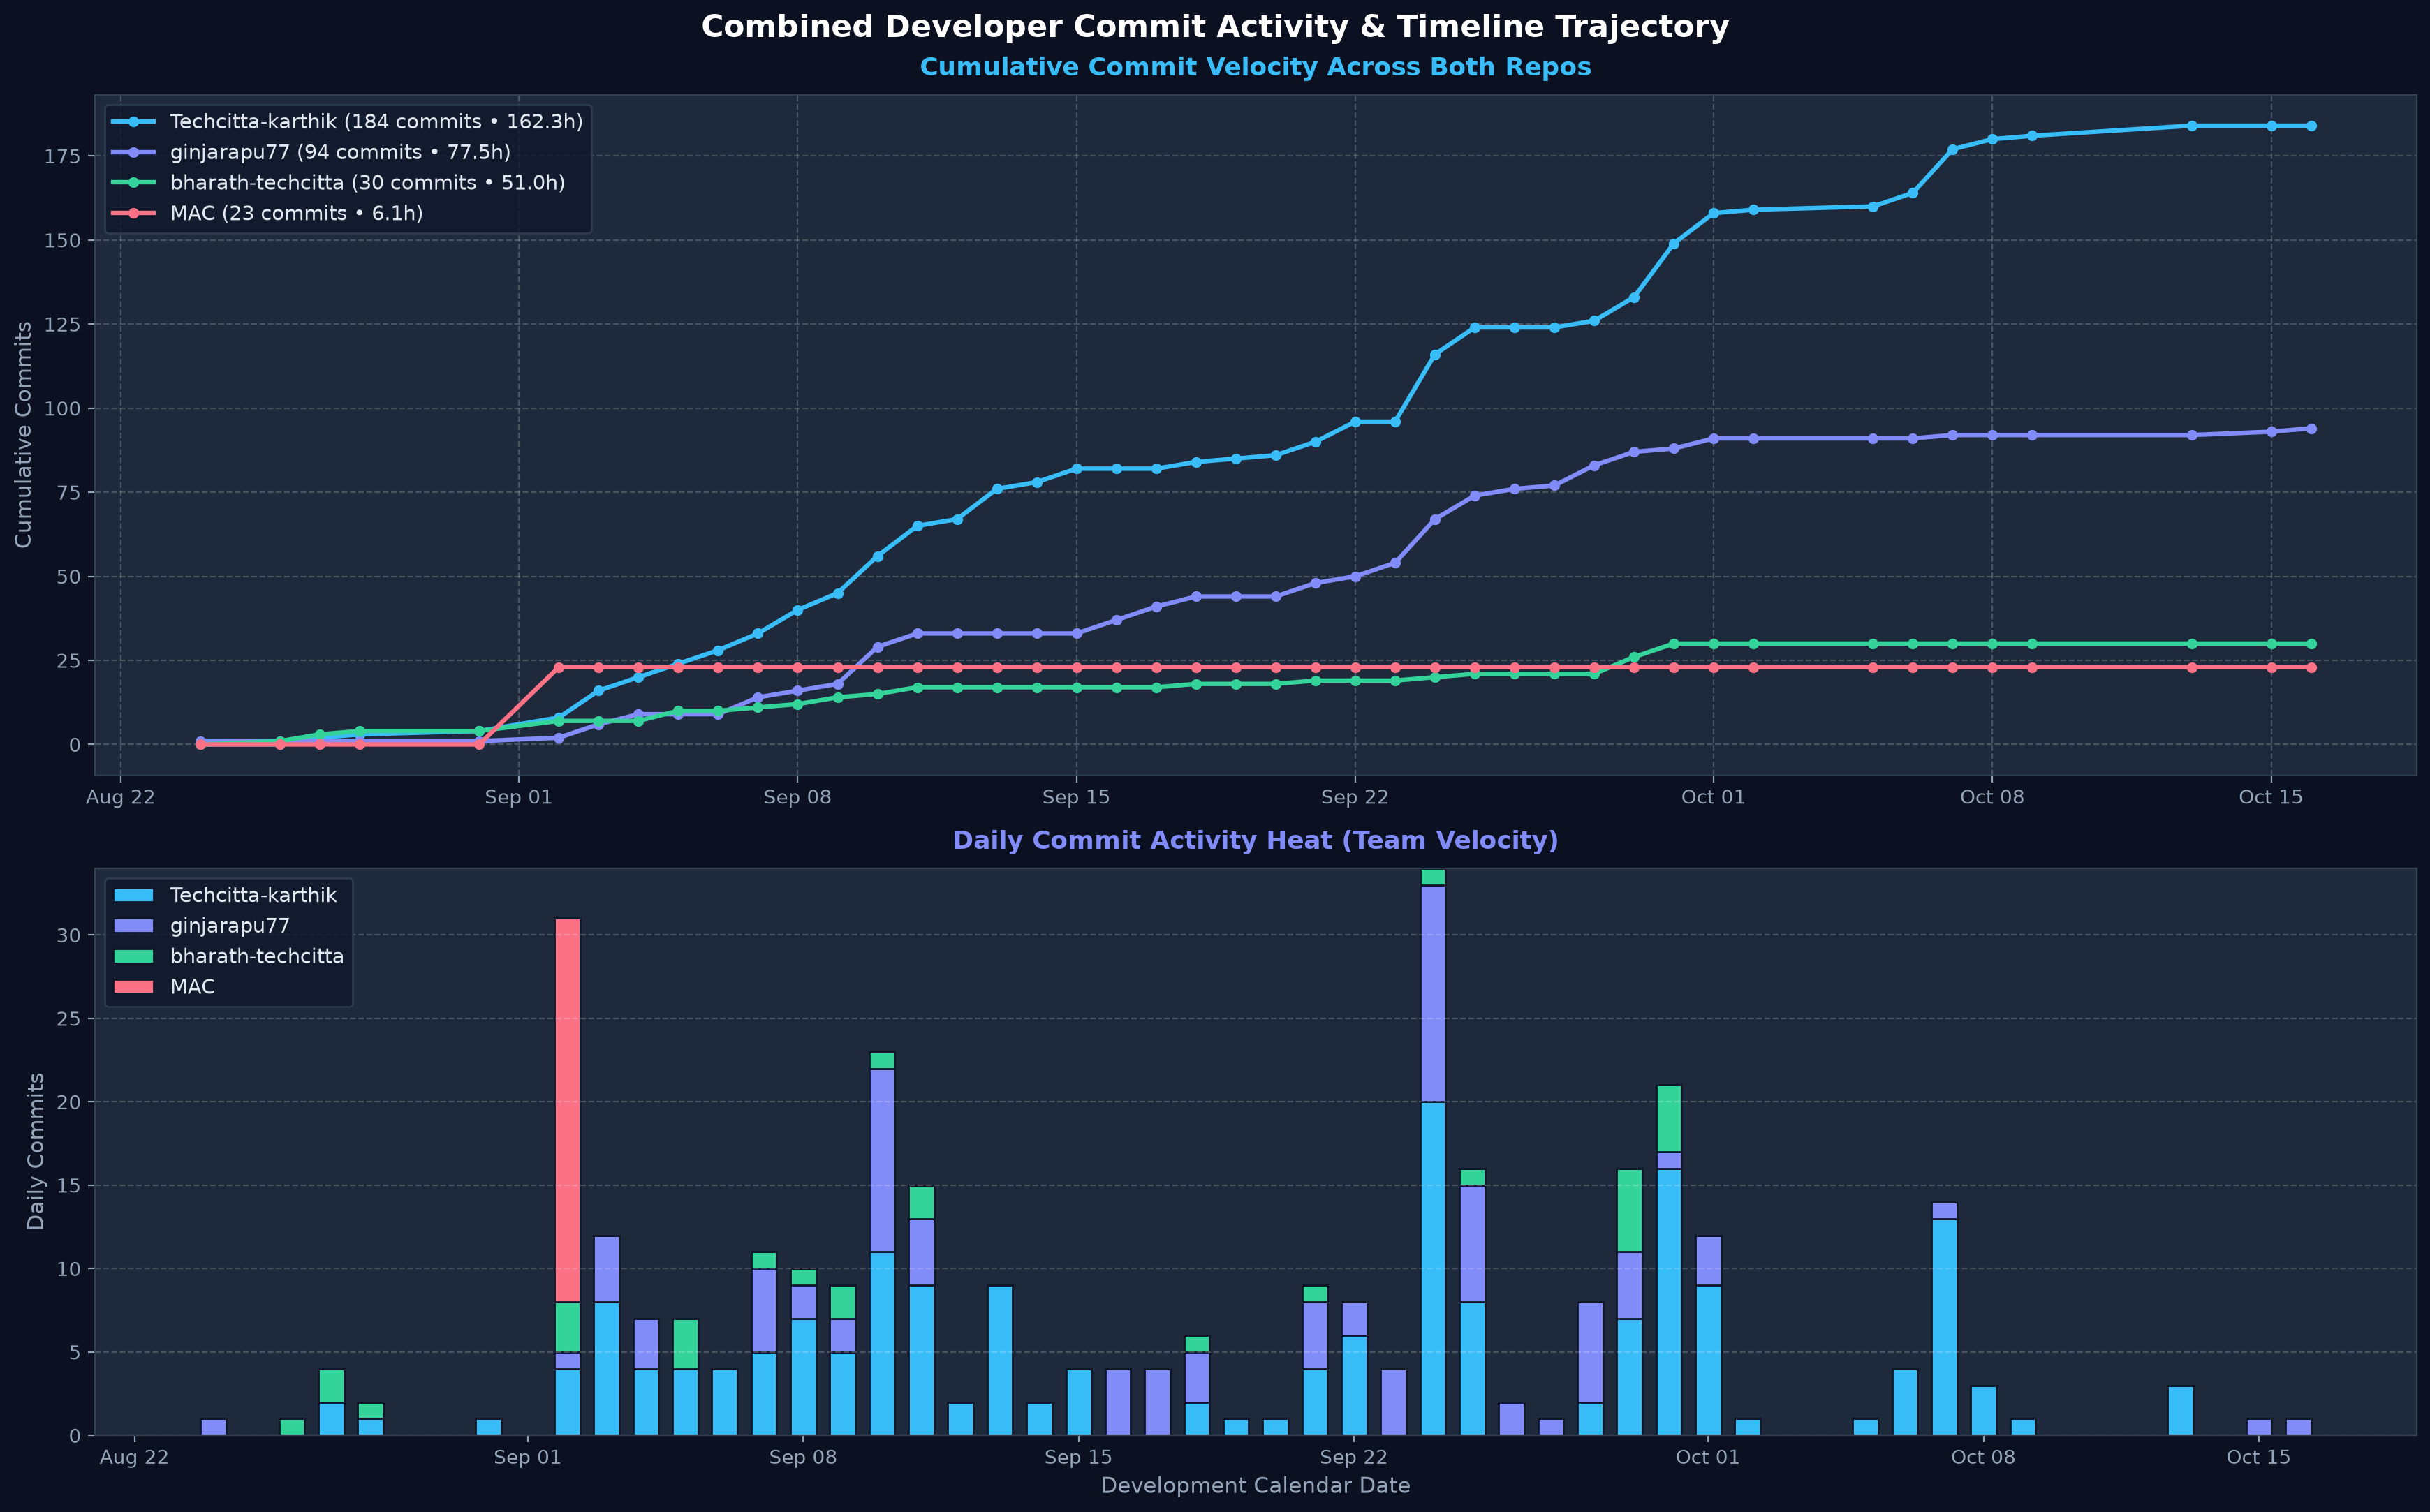 Combined Developer Commit Activity & Timeline Trajectory
Cumulative Commit Velocity Across Both Repos
Techcitta-karthik (184 commits • 162.3h)
ginjarapu77 (94 commits • 77.5h)
bharath-techcitta (30 commits • 51.0h)
MAC (23 commits • 6.1h)
Cumulative Commits
175
150
125
100
75
50
25
0
Aug 22 Sep 01 Sep 08 Sep 15 Sep 22 Oct 01 Oct 08 Oct 15
Daily Commit Activity Heat (Team Velocity)
Techcitta-karthik
ginjarapu77
bharath-techcitta
MAC
Daily Commits
30
25
20
15
10
5
0
Aug 22 Sep 01 Sep 08 Sep 15 Sep 22 Oct 01 Oct 08 Oct 15
Development Calendar Date